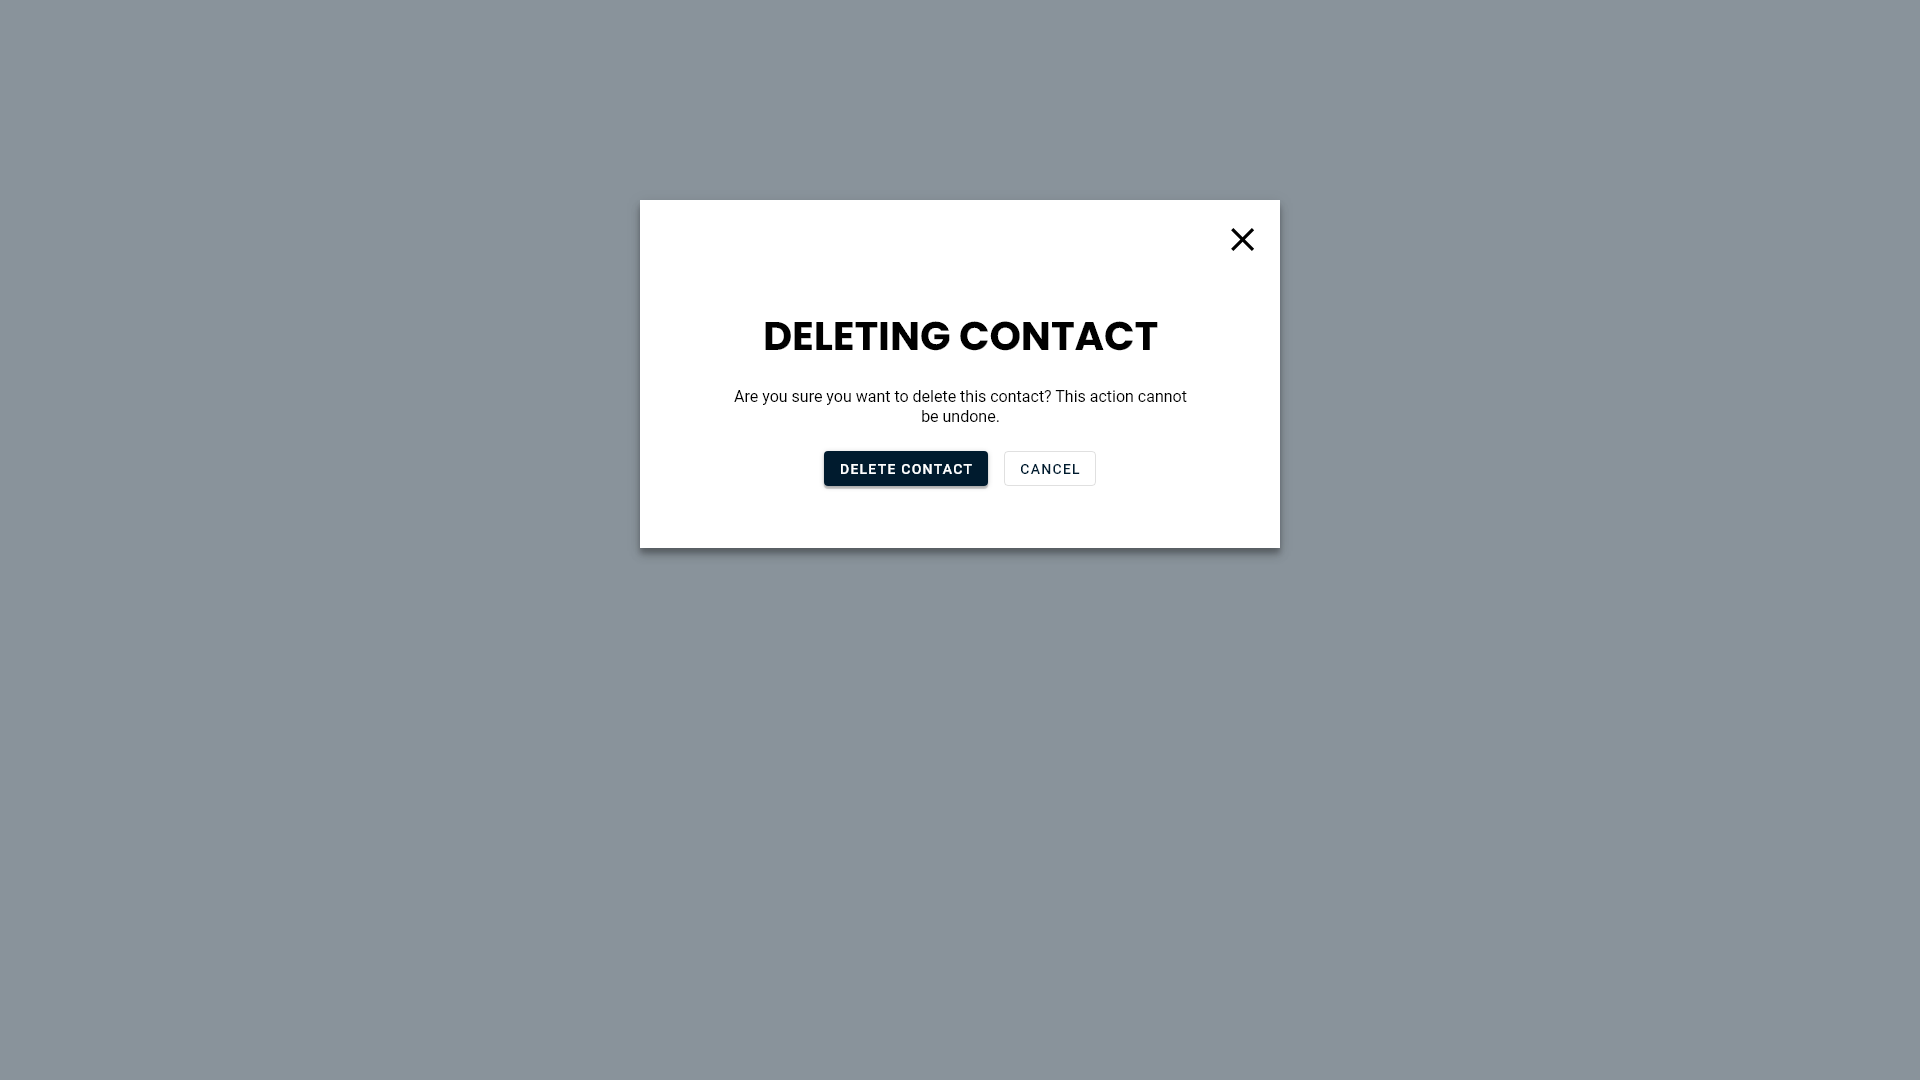 DELETING CONTACT
Are you sure you want to delete this contact? This action cannot
be undone.
DELETE CONTACT
CANCEL